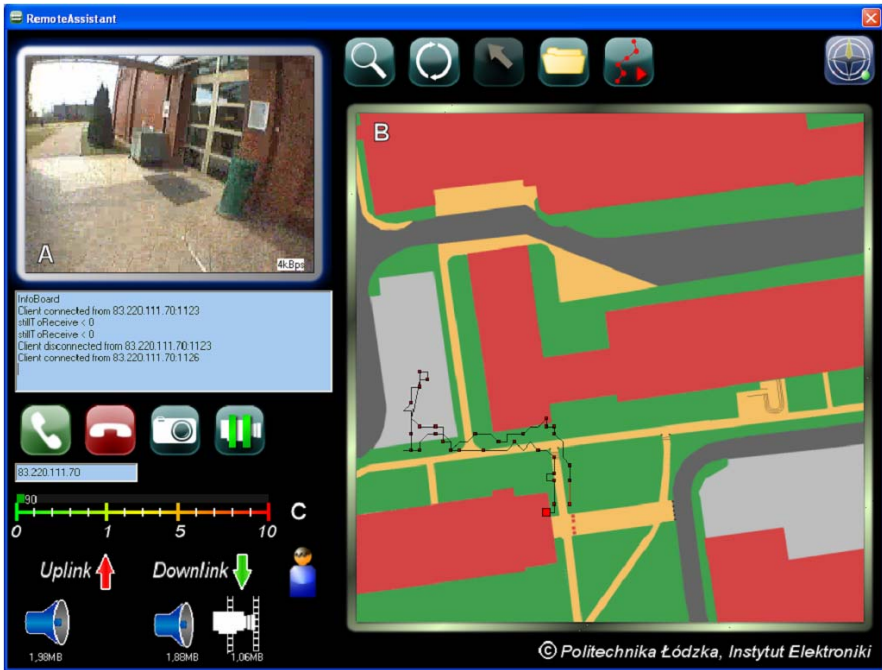 RemoteAssistant
A
4kBps
B
InfoBoard
Client connected from 83.220.111.70:1123
stillToReceive < 0
stillToReceive < 0
Client disconnected from 83.220.111.70:1123
Client connected from 83.220.111.70:1126
83.220.111.70
90
0 1 5 10
C
Uplink Downlink
1,98MB 1,88MB 1,06MB
© Politechnika Łódzka, Instytut Elektroniki